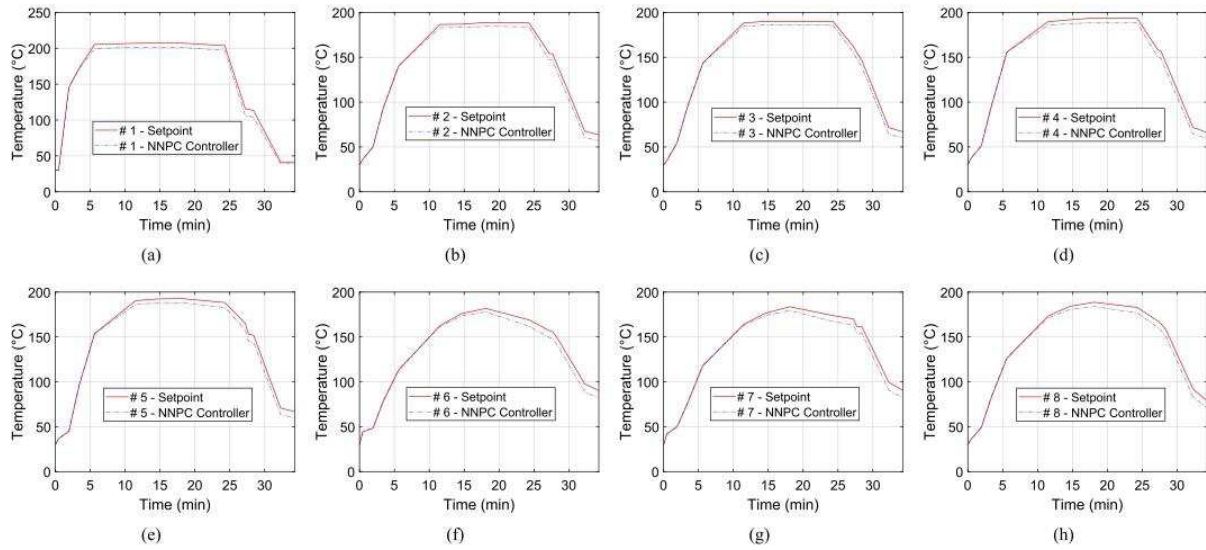 250
200
150
100
50
0
Temperature (°C)
# 1 - Setpoint
# 1 - NNPC Controller
0 5 10 15 20 25 30
Time (min)
(a)
200
150
100
50
0
Temperature (°C)
# 2 - Setpoint
# 2 - NNPC Controller
0 5 10 15 20 25 30
Time (min)
(b)
200
150
100
50
0
Temperature (°C)
# 3 - Setpoint
# 3 - NNPC Controller
0 5 10 15 20 25 30
Time (min)
(c)
200
150
100
50
0
Temperature (°C)
# 4 - Setpoint
# 4 - NNPC Controller
0 5 10 15 20 25 30
Time (min)
(d)
200
150
100
50
0
Temperature (°C)
# 5 - Setpoint
# 5 - NNPC Controller
0 5 10 15 20 25 30
Time (min)
(e)
200
150
100
50
0
Temperature (°C)
# 6 - Setpoint
# 6 - NNPC Controller
0 5 10 15 20 25 30
Time (min)
(f)
200
150
100
50
0
Temperature (°C)
# 7 - Setpoint
# 7 - NNPC Controller
0 5 10 15 20 25 30
Time (min)
(g)
200
150
100
50
0
Temperature (°C)
# 8 - Setpoint
# 8 - NNPC Controller
0 5 10 15 20 25 30
Time (min)
(h)